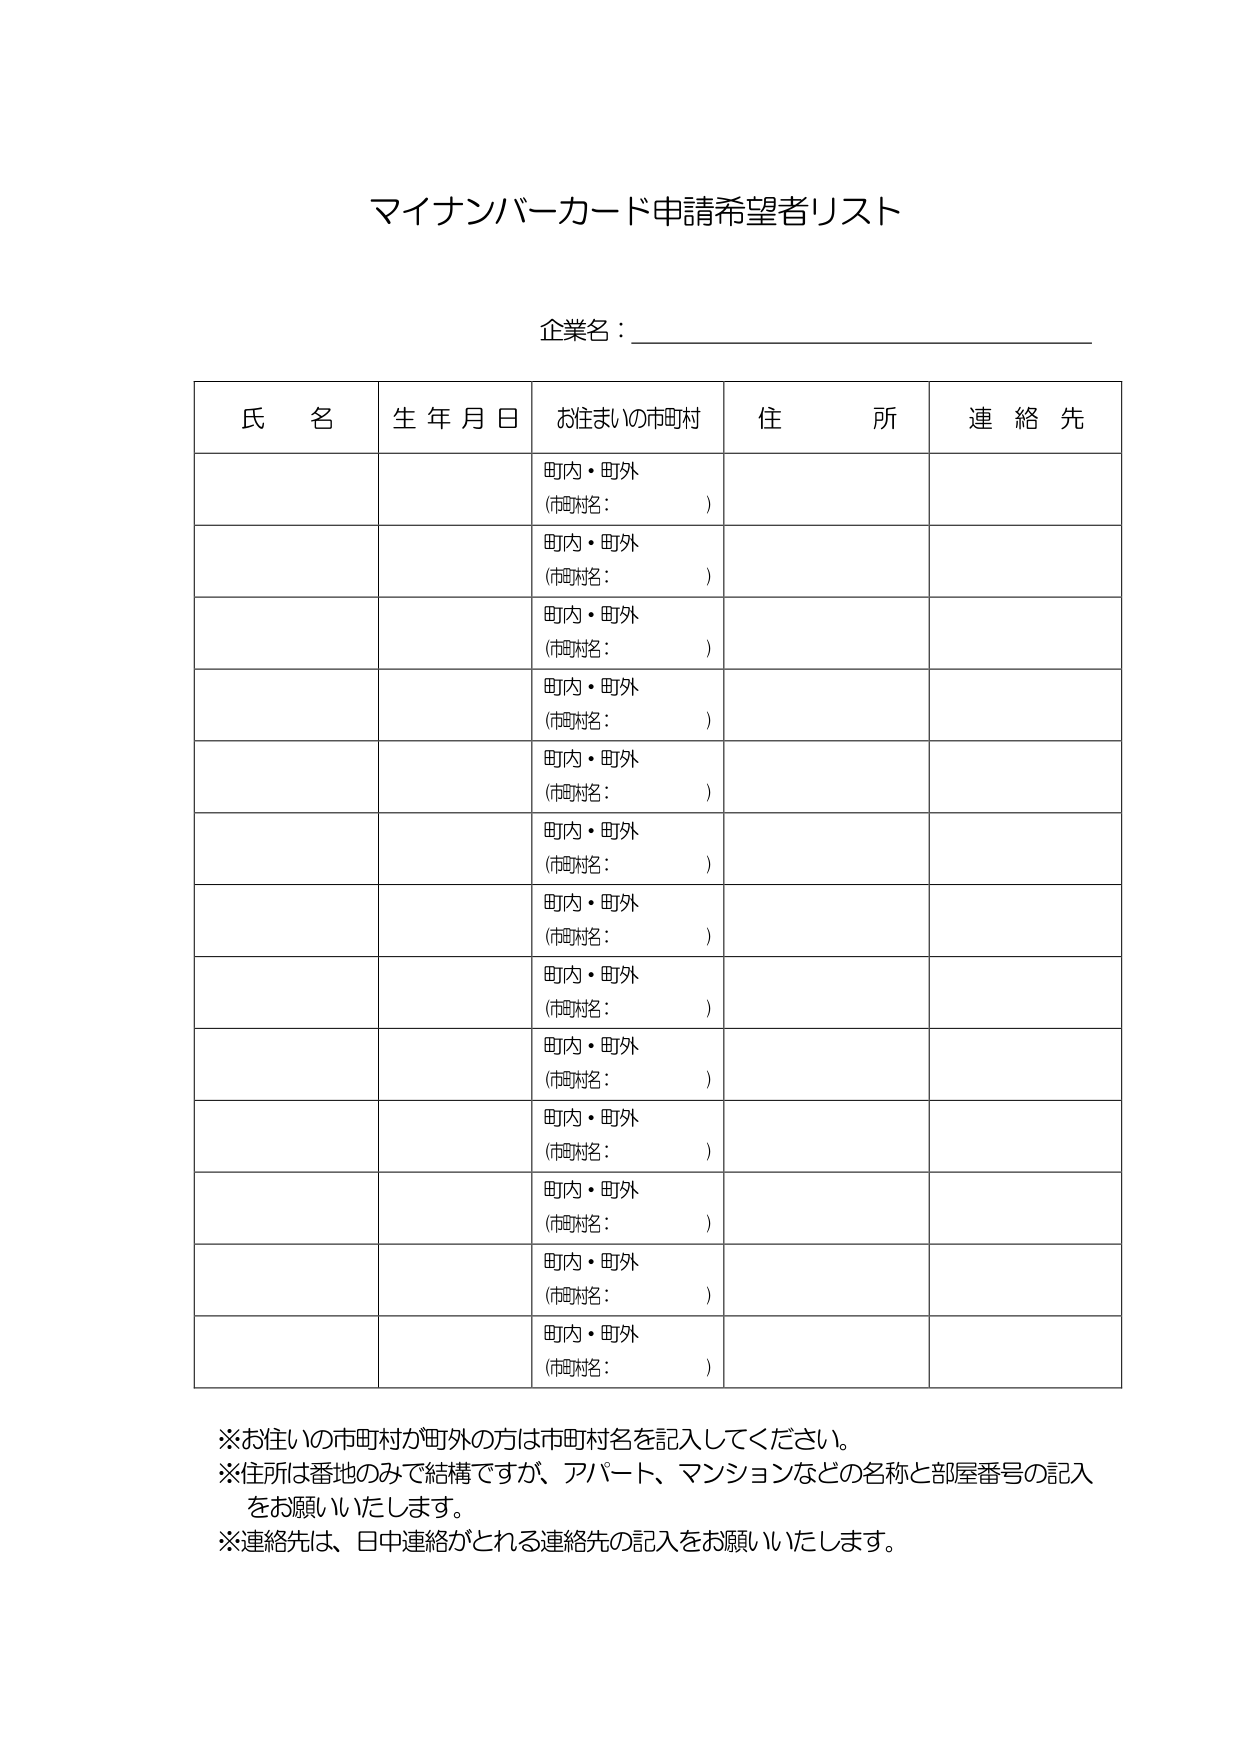 マイナンバーカード申請希望者リスト
企業名：
氏　名　生年月日　お住まいの市町村　住　所　連絡先
町内・町外
(市町村名：　　　　)
町内・町外
(市町村名：　　　　)
町内・町外
(市町村名：　　　　)
町内・町外
(市町村名：　　　　)
町内・町外
(市町村名：　　　　)
町内・町外
(市町村名：　　　　)
町内・町外
(市町村名：　　　　)
町内・町外
(市町村名：　　　　)
町内・町外
(市町村名：　　　　)
町内・町外
(市町村名：　　　　)
町内・町外
(市町村名：　　　　)
町内・町外
(市町村名：　　　　)
町内・町外
(市町村名：　　　　)
※お住いの市町村が町外の方は市町村名を記入してください。
※住所は番地のみで結構ですが、アパート、マンションなどの名称と部屋番号の記入
をお願いいたします。
※連絡先は、日中連絡がとれる連絡先の記入をお願いいたします。